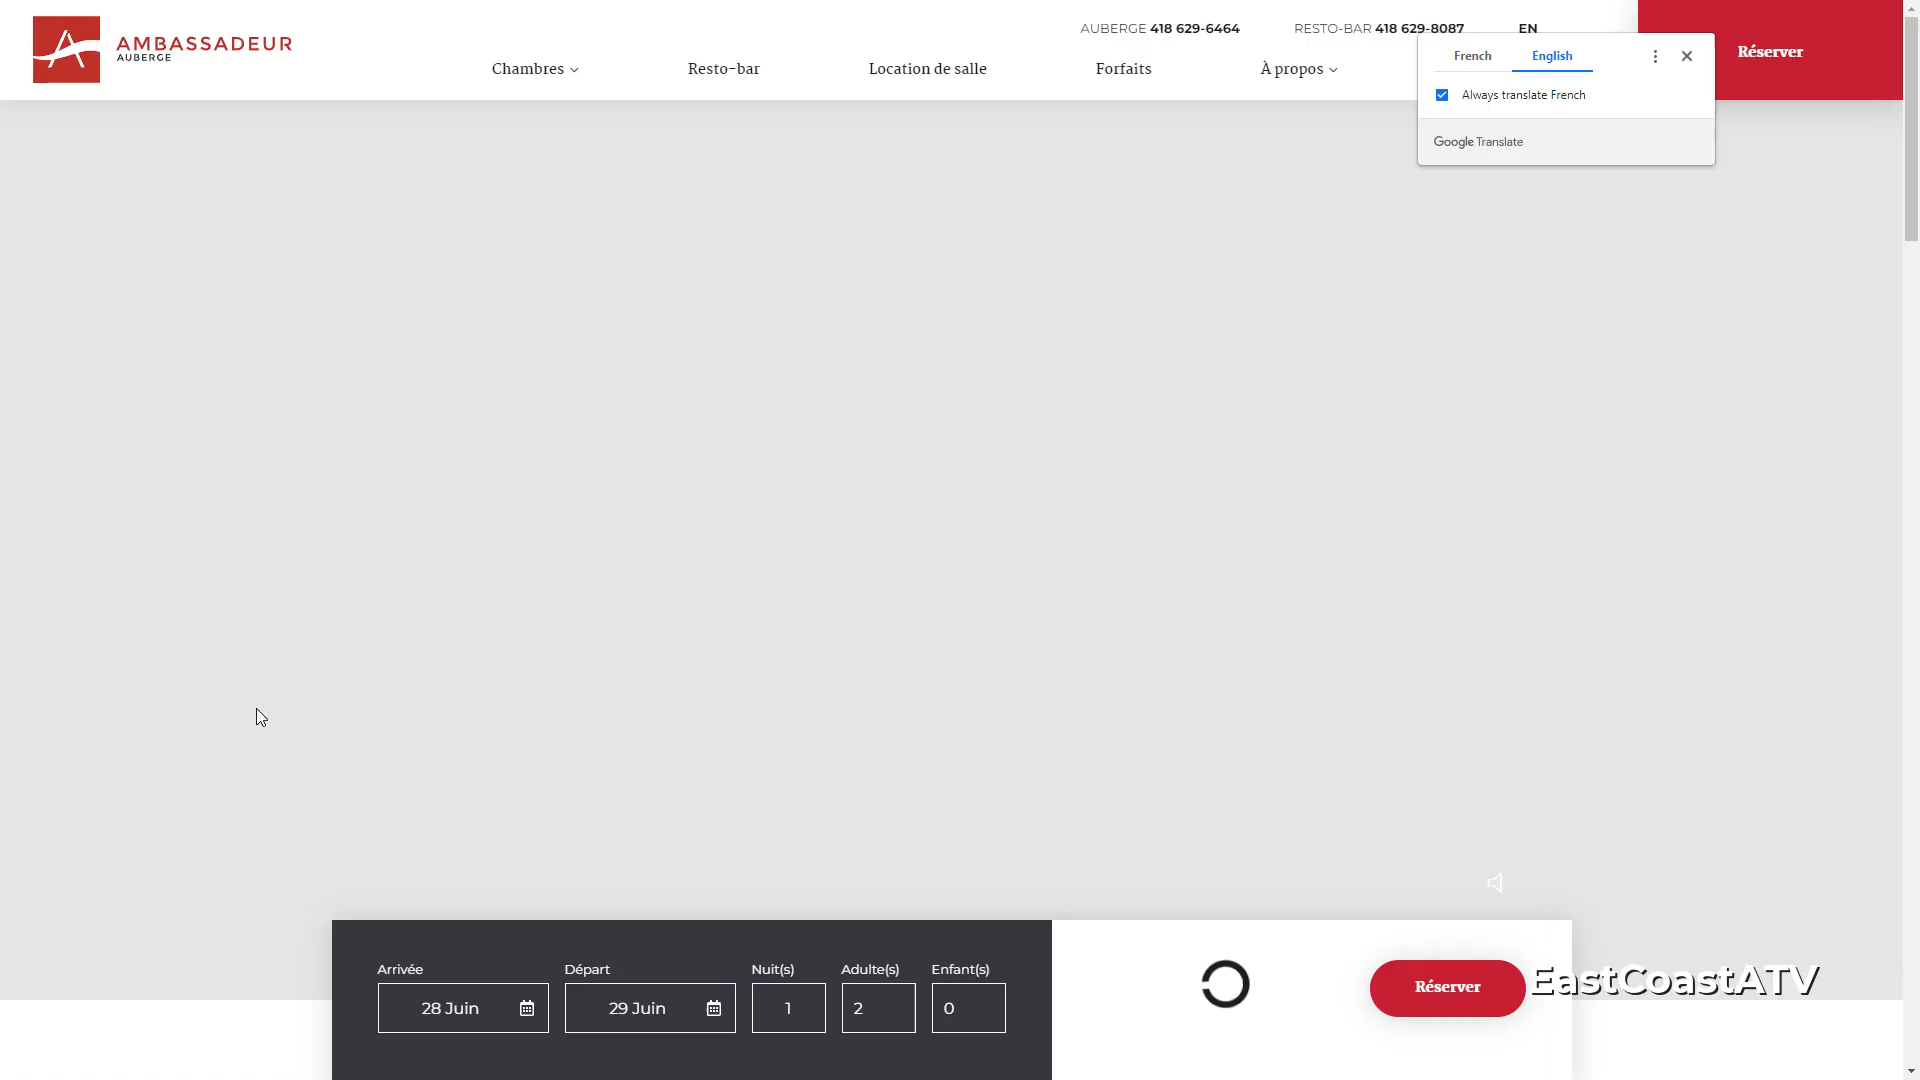 AMBASSADEUR
AUBERGE
AUBERGE 418 629-6464
RESTO-BAR 418 629-8087
EN
Chambres
Resto-bar
Location de salle
Forfaits
À propos
Réserver
French
English
Always translate French
Google Translate
Arrivée
Départ
Nuit(s)
Adulte(s)
Enfant(s)
28 Juin
29 Juin
1
2
0
Réserver
EastCoastATV